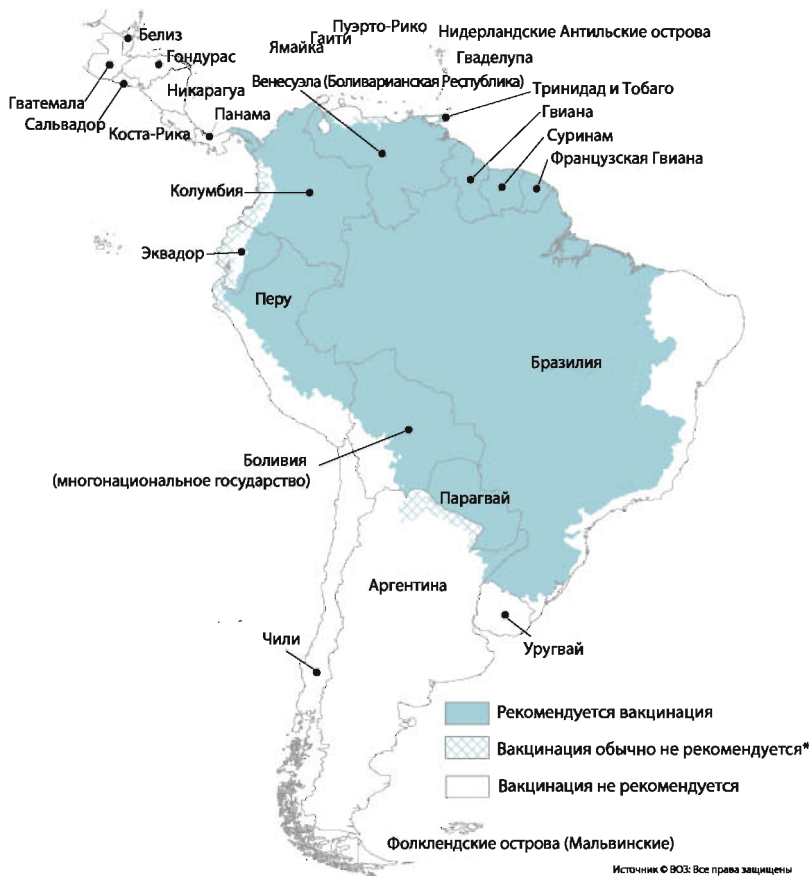 Белиз
Гондурас
Ямайка
Гаити
Пуэрто-Рико
Нидерландские Антильские острова
Гваделупа
Гватемала
Сальвадор
Никарагуа
Коста-Рика
Панама
Венесуэла (Боливарианская Республика)
Тринидад и Тобаго
Гвиана
Суринам
Французская Гвиана
Колумбия
Эквадор
Перу
Бразилия
Боливия
(многонациональное государство)
Парагвай
Аргентина
Чили
Уругвай
Рекомендуется вакцинация
Вакцинация обычно не рекомендуется*
Вакцинация не рекомендуется
Фолклендские острова (Мальвинские)
Источник © ВОЗ: Все права защищены